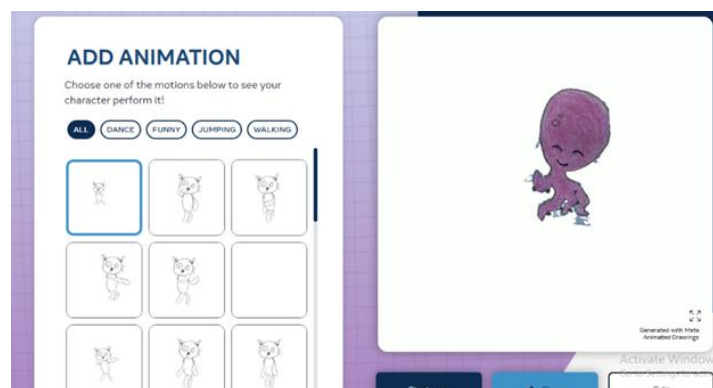 ADD ANIMATION
Choose one of the motions below to see your
character perform it!
ALL DANCE FUNNY JUMPING WALKING
Generated with Meta
Animated Drawings
Activate Window